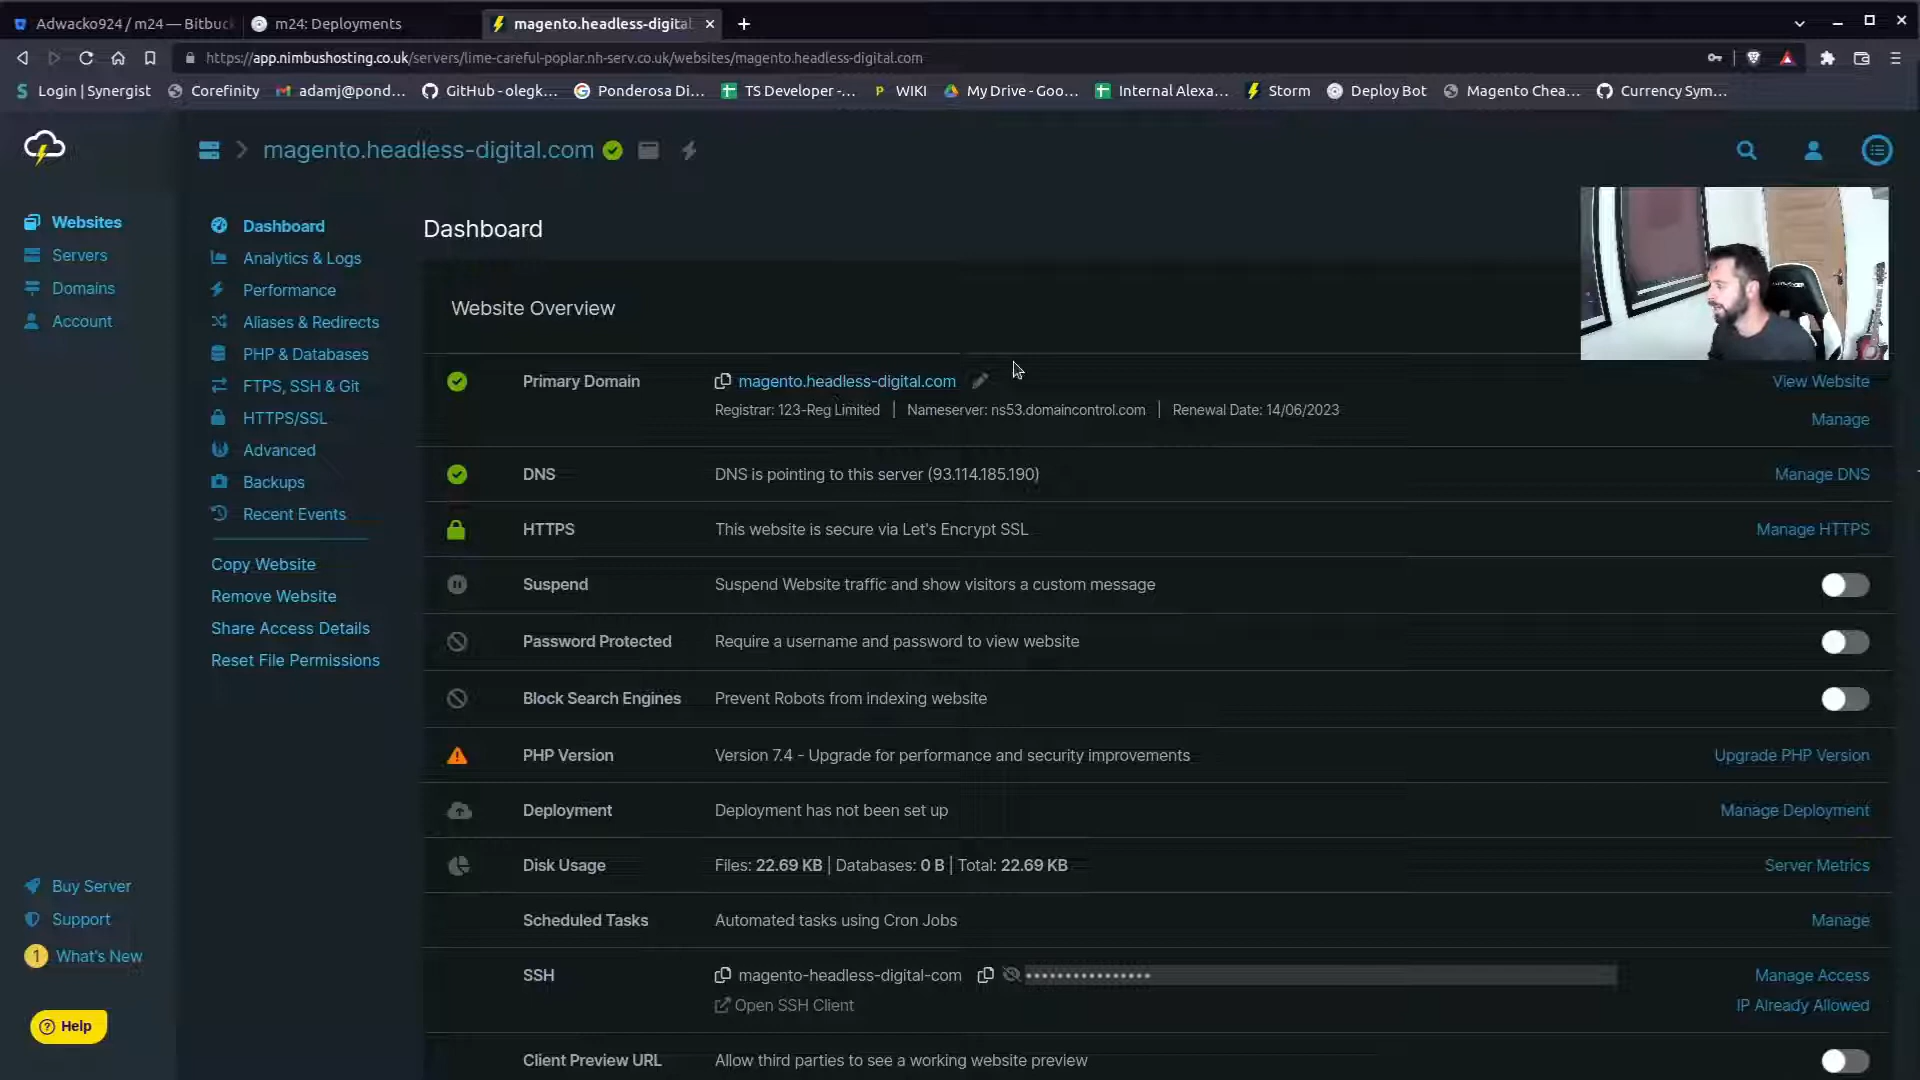 Adwacko924 / m24 — Bitbuc
m24: Deployments
magento.headless-digital.
https://app.nimbushosting.co.uk/servers/lime-careful-poplar.nh-serv.co.uk/websites/magento.headless-digital.com
Login | Synergist
Corefinity
adamj@pond...
GitHub - olegk...
Ponderosa Di...
TS Developer -...
WIKI
My Drive - Goo...
Internal Alexa...
Storm
Deploy Bot
Magento Chea...
Currency Sym...
magento.headless-digital.com
Websites
Servers
Domains
Account
Dashboard
Analytics & Logs
Performance
Aliases & Redirects
PHP & Databases
FTPS, SSH & Git
HTTPS/SSL
Advanced
Backups
Recent Events
Copy Website
Remove Website
Share Access Details
Reset File Permissions
Dashboard
Website Overview
Primary Domain
magento.headless-digital.com
View Website
Registrar: 123-Reg Limited | Nameserver: ns53.domaincontrol.com | Renewal Date: 14/06/2023
Manage
DNS
DNS is pointing to this server (93.114.185.190)
Manage DNS
HTTPS
This website is secure via Let's Encrypt SSL
Manage HTTPS
Suspend
Suspend Website traffic and show visitors a custom message
Password Protected
Require a username and password to view website
Block Search Engines
Prevent Robots from indexing website
PHP Version
Version 7.4 - Upgrade for performance and security improvements
Upgrade PHP Version
Deployment
Deployment has not been set up
Manage Deployment
Disk Usage
Files: 22.69 KB | Databases: 0 B | Total: 22.69 KB
Server Metrics
Scheduled Tasks
Automated tasks using Cron Jobs
Manage
SSH
magento-headless-digital-com
••••••••••••••••
Manage Access
Open SSH Client
IP Already Allowed
Client Preview URL
Allow third parties to see a working website preview
Buy Server
Support
1 What's New
Help